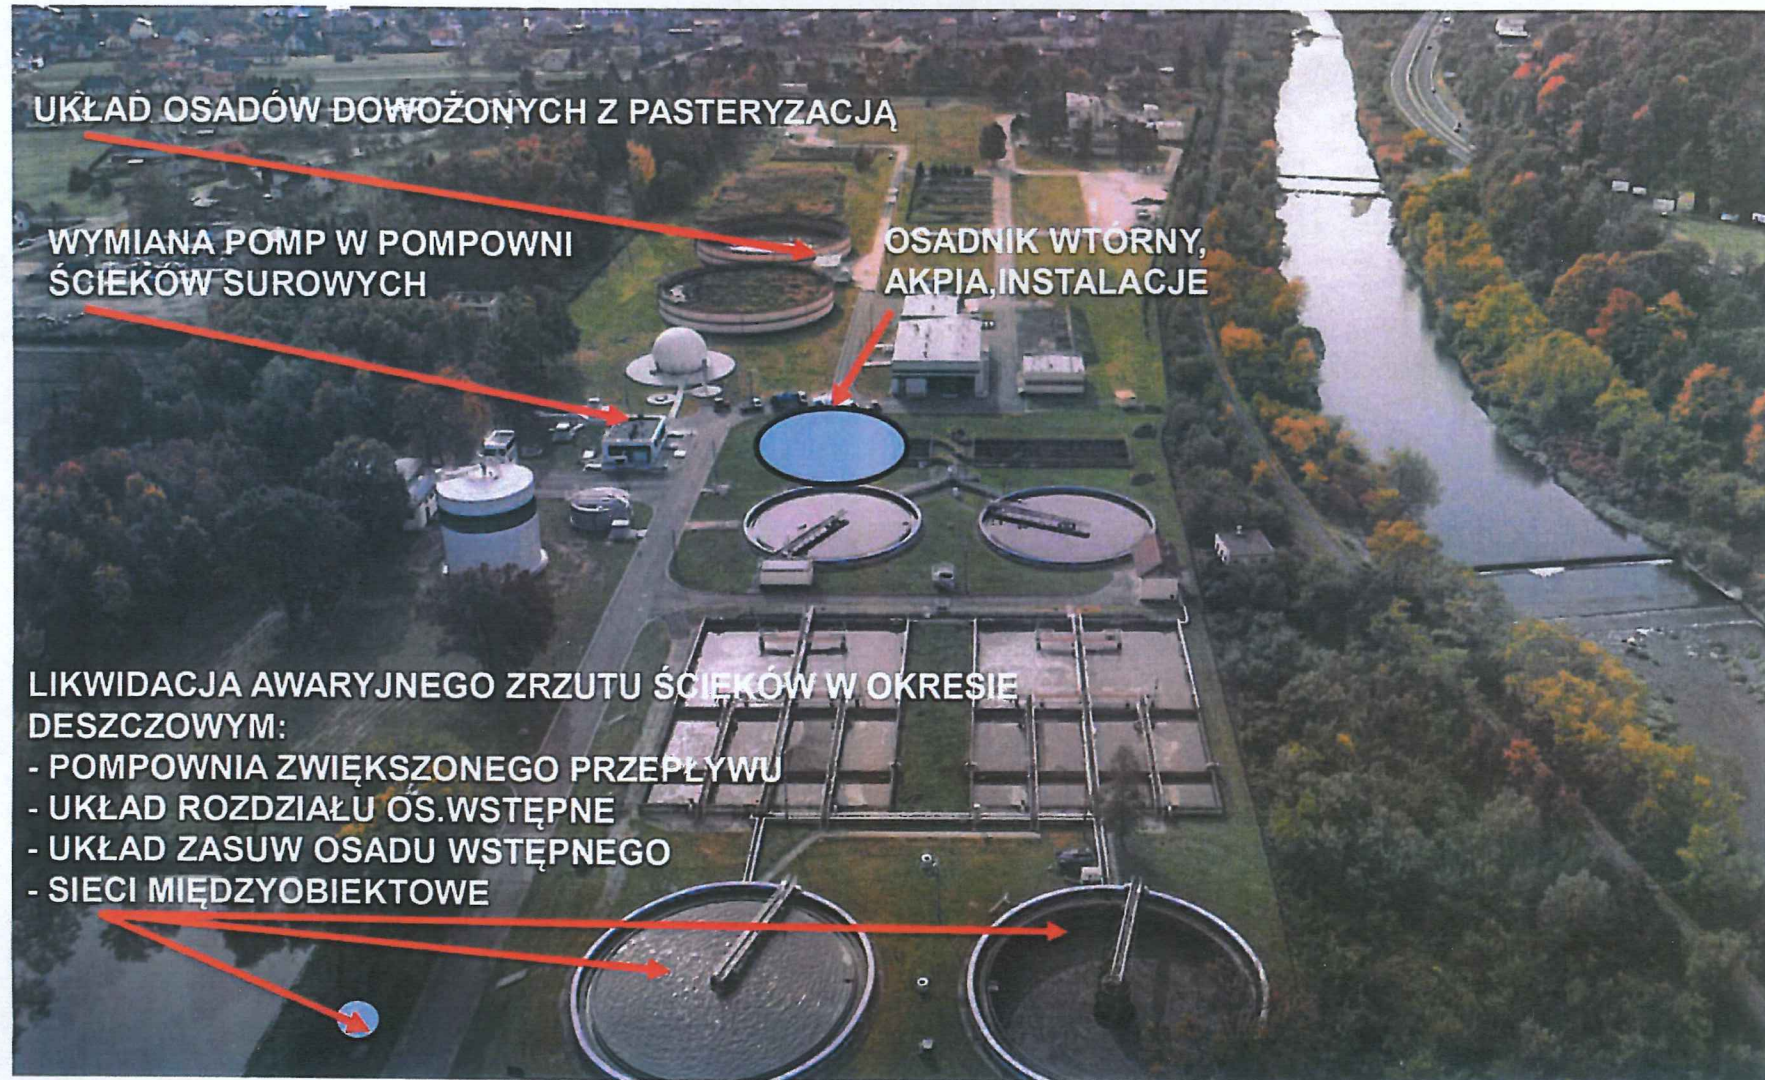 UKŁAD OSADÓW DOWOŻONYCH Z PASTERYZACJĄ
WYMIANA POMP W POMPOWNI
ŚCIEKÓW SUROWYCH
OSADNIK WTÓRNY,
AKPIA,INSTALACJE
LIKWIDACJA AWARYJNEGO ZRZUTU ŚCIEKÓW W OKRESIE
DESZCZOWYM:
- POMPOWNIA ZWIĘKSZONEGO PRZEPŁYWU
- UKŁAD ROZDZIAŁU OS.WSTĘPNE
- UKŁAD ZASUW OSADU WSTĘPNEGO
- SIECI MIĘDZYOBIEKTOWE